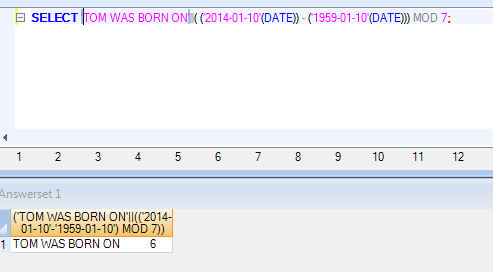 SELECT 'TOM WAS BORN ON'||( ('2014-01-10'(DATE)) - ('1959-01-10'(DATE))) MOD 7;
1 2 3 4 5 6 7 8 9 10 11 12
Answerset 1
('TOM WAS BORN ON'||(('2014-
01-10'-'1959-01-10') MOD 7))
1 TOM WAS BORN ON 6